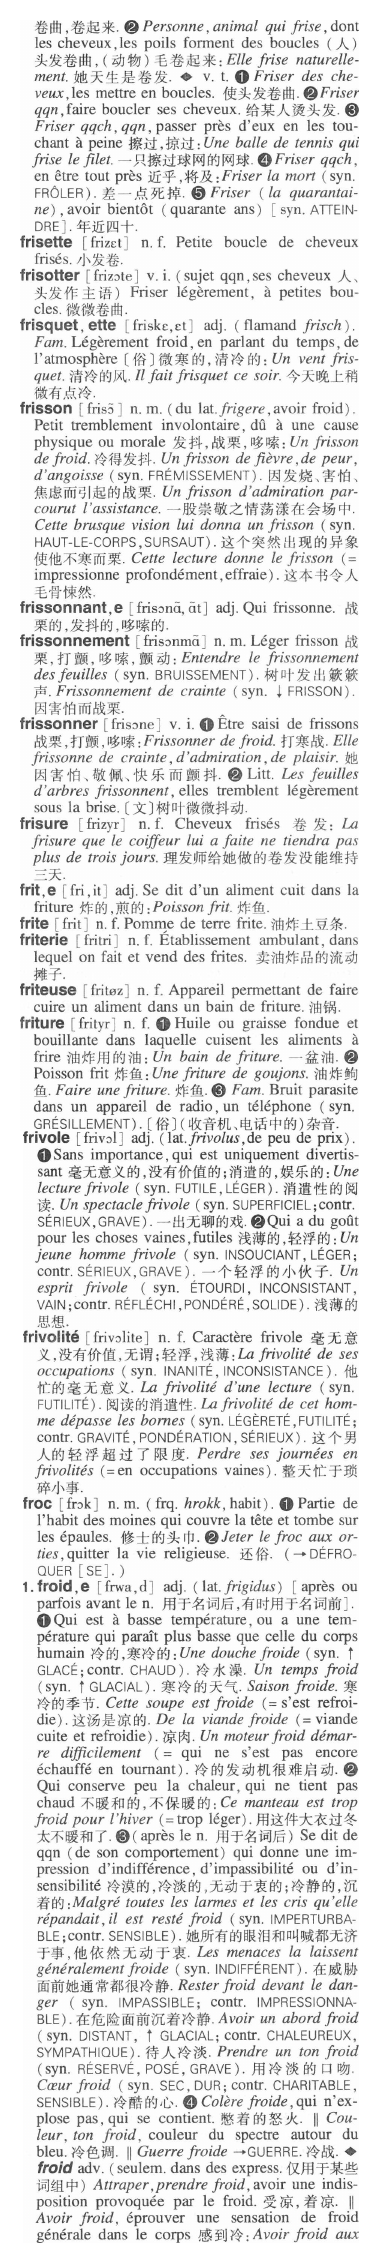 卷曲,卷起来. ❷ Personne, animal qui frise, dont
les cheveux, les poils forment des boucles (人)
头发卷曲,(动物) 毛卷起来: Elle frise naturelle-
ment. 她天生是卷发. ◆ v. t. ❶ Friser des che-
veux, les mettre en boucles. 使头发卷曲. ❷ Friser
qqn, faire boucler ses cheveux. 给某人烫头发. ❸
Friser qqch, qqn, passer près d'eux en les tou-
chant à peine 擦过,掠过: Une balle de tennis qui
frise le filet. 一只擦过球网的网球. ❹ Friser qqch,
en être tout près 近乎,将及: Friser la mort (syn.
FRÔLER). 差一点死掉. ❺ Friser (la quarantai-
ne), avoir bientôt (quarante ans) [syn. ATTEIN-
DRE]. 年近四十.
frisette [frizɛt] n. f. Petite boucle de cheveux
frisés. 小发卷.
frisotter [frizɔte] v. i. (sujet qqn, ses cheveux 人、
头发作主语) Friser légèrement, à petites bou-
cles. 微微卷曲.
frisquet, ette [friskɛ, ɛt] adj. (flamand frisch).
Fam. Légèrement froid, en parlant du temps, de
l'atmosphère [俗] 微寒的,清冷的: Un vent fris-
quet. 清冷的风. Il fait frisquet ce soir. 今天晚上稍
微有点冷.
frisson [frisɔ̃] n. m. (du lat. frigere, avoir froid).
Petit tremblement involontaire, dû à une cause
physique ou morale 发抖,战栗,哆嗦: Un frisson
de froid. 冷得发抖. Un frisson de fièvre, de peur,
d'angoisse (syn. FRÉMISSEMENT). 因发烧、害怕、
焦虑而引起的战栗. Un frisson d'admiration par-
courut l'assistance. 一股崇敬之情荡漾在会场中.
Cette brusque vision lui donna un frisson (syn.
HAUT-LE-CORPS, SURSAUT). 这个突然出现的异象
使他不寒而栗. Cette lecture donne le frisson (=
impressionne profondément, effraie). 这本书令人
毛骨悚然.
frissonnant, e [frisɔnɑ̃, ɑ̃t] adj. Qui frissonne. 战
栗的,发抖的,哆嗦的.
frissonnement [frisɔnmɑ̃] n. m. Léger frisson 战
栗,打颤,哆嗦,颤动: Entendre le frissonnement
des feuilles (syn. BRUISSEMENT). 树叶发出簌簌
声. Frissonnement de crainte (syn. ↓ FRISSON).
因害怕而战栗.
frissonner [frisɔne] v. i. ❶ Être saisi de frissons
战栗,打颤,哆嗦: Frissonner de froid. 打寒战. Elle
frissonne de crainte, d'admiration, de plaisir. 她
因害怕、敬佩、快乐而颤抖. ❷ Litt. Les feuilles
d'arbres frissonnent, elles tremblent légèrement
sous la brise. [文]树叶微微抖动.
frisure [frizyr] n. f. Cheveux frisés 卷发: La
frisure que le coiffeur lui a faite ne tiendra pas
plus de trois jours. 理发师给她做的卷发没能维持
三天.
frit, e [fri, it] adj. Se dit d'un aliment cuit dans la
friture 炸的,煎的: Poisson frit. 炸鱼.
frite [frit] n. f. Pomme de terre frite. 油炸土豆条.
friterie [fritri] n. f. Établissement ambulant, dans
lequel on fait et vend des frites. 卖油炸品的流动
摊子.
friteuse [fritøz] n. f. Appareil permettant de faire
cuire un aliment dans un bain de friture. 油锅.
friture [frityr] n. f. ❶ Huile ou graisse fondue et
bouillante dans laquelle cuisent les aliments à
frire 油炸用的油: Un bain de friture. 一盆油. ❷
Poisson frit 炸鱼: Une friture de goujons. 油炸鮈
鱼. Faire une friture. 炸鱼. ❸ Fam. Bruit parasite
dans un appareil de radio, un téléphone (syn.
GRÉSILLEMENT). [俗](收音机、电话中的)杂音.
frivole [frivɔl] adj. (lat. frivolus, de peu de prix).
❶ Sans importance, qui est uniquement divertis-
sant 毫无意义的,没有价值的;消遣的,娱乐的: Une
lecture frivole (syn. FUTILE, LÉGER). 消遣性的阅
读. Un spectacle frivole (syn. SUPERFICIEL; contr.
SÉRIEUX, GRAVE). 一出无聊的戏. ❷ Qui a du goût
pour les choses vaines, futiles 浅薄的,轻浮的: Un
jeune homme frivole (syn. INSOUCIANT, LÉGER;
contr. SÉRIEUX, GRAVE). 一个轻浮的小伙子. Un
esprit frivole (syn. ÉTOURDI, INCONSISTANT,
VAIN; contr. RÉFLÉCHI, PONDÉRÉ, SOLIDE). 浅薄的
思想.
frivolité [frivɔlite] n. f. Caractère frivole 毫无意
义,没有价值,无谓;轻浮,浅薄: La frivolité de ses
occupations (syn. INANITÉ, INCONSISTANCE). 他
忙的毫无意义. La frivolité d'une lecture (syn.
FUTILITÉ). 阅读的消遣性. La frivolité de cet hom-
me dépasse les bornes (syn. LÉGÈRETÉ, FUTILITÉ;
contr. GRAVITÉ, PONDÉRATION, SÉRIEUX). 这个男
人的轻浮超过了限度. Perdre ses journées en
frivolités (= en occupations vaines). 整天忙于琐
碎小事.
froc [frɔk] n. m. (frq. hrokk, habit). ❶ Partie de
l'habit des moines qui couvre la tête et tombe sur
les épaules. 修士的头巾. ❷ Jeter le froc aux or-
ties, quitter la vie religieuse. 还俗. (→ DÉFRO-
QUER [SE].)
1. froid, e [frwa, d] adj. (lat. frigidus) [après ou
parfois avant le n. 用于名词后,有时用于名词前].
❶ Qui est à basse température, ou a une tem-
pérature qui paraît plus basse que celle du corps
humain 冷的,寒冷的: Une douche froide (syn. ↑
GLACÉ; contr. CHAUD). 冷水澡. Un temps froid
(syn. ↑ GLACIAL). 寒冷的天气. Saison froide. 寒
冷的季节. Cette soupe est froide (= s'est refroi-
die). 这汤是凉的. De la viande froide (= viande
cuite et refroidie). 凉肉. Un moteur froid démar-
re difficilement (= qui ne s'est pas encore
échauffé en tournant). 冷的发动机很难启动. ❷
Qui conserve peu la chaleur, qui ne tient pas
chaud 不暖和的,不保暖的: Ce manteau est trop
froid pour l'hiver (= trop léger). 用这件大衣过冬
太不暖和了. ❸ (après le n. 用于名词后) Se dit de
qqn (de son comportement) qui donne une im-
pression d'indifférence, d'impassibilité ou d'in-
sensibilité 冷漠的,冷淡的,无动于衷的;冷静的,沉
着的: Malgré toutes les larmes et les cris qu'elle
répandait, il est resté froid (syn. IMPERTURBA-
BLE; contr. SENSIBLE). 她所有的眼泪和叫喊都无济
于事,他依然无动于衷. Les menaces la laissent
généralement froide (syn. INDIFFÉRENT). 在威胁
面前她通常都很冷静. Rester froid devant le dan-
ger (syn. IMPASSIBLE; contr. IMPRESSIONNA-
BLE). 在危险面前沉着冷静. Avoir un abord froid
(syn. DISTANT, ↑ GLACIAL; contr. CHALEUREUX,
SYMPATHIQUE). 待人冷淡. Prendre un ton froid
(syn. RÉSERVÉ, POSÉ, GRAVE). 用冷淡的口吻.
Cœur froid (syn. SEC, DUR; contr. CHARITABLE,
SENSIBLE). 冷酷的心. ❹ Colère froide, qui n'ex-
plose pas, qui se contient. 憋着的怒火. ‖ Cou-
leur, ton froid, couleur du spectre autour du
bleu. 冷色调. ‖ Guerre froide →GUERRE. 冷战. ◆
froid adv. (seulem. dans des express. 仅用于某些
词组中) Attraper, prendre froid, avoir une indis-
position provoquée par le froid. 受凉,着凉. ‖
Avoir froid, éprouver une sensation de froid
générale dans le corps 感到冷: Avoir froid aux